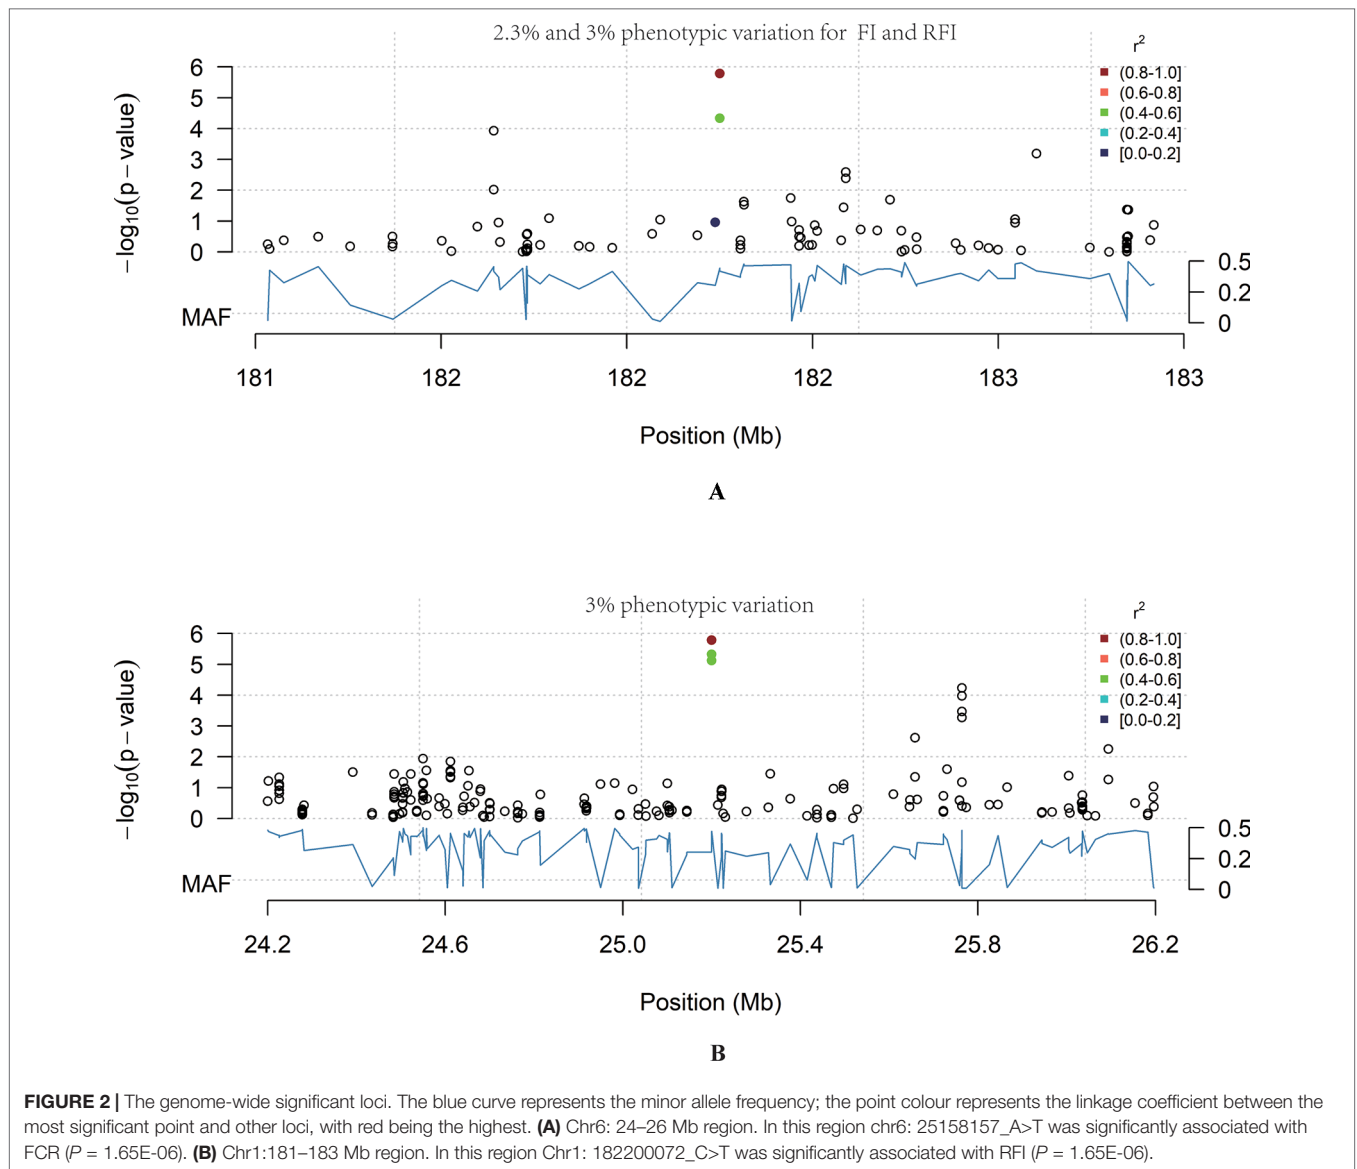 2.3% and 3% phenotypic variation for FI and RFI
r2
(0.8-1.0]
(0.6-0.8]
(0.4-0.6]
(0.2-0.4]
[0.0-0.2]
−log10(p−value)
6
5
4
3
2
1
0
MAF
0.5
0.2
0
181 182 182 182 183 183
Position (Mb)
A
3% phenotypic variation
r2
(0.8-1.0]
(0.6-0.8]
(0.4-0.6]
(0.2-0.4]
[0.0-0.2]
−log10(p−value)
6
5
4
3
2
1
0
MAF
0.5
0.2
0
24.2 24.6 25.0 25.4 25.8 26.2
Position (Mb)
B
FIGURE 2 | The genome-wide significant loci. The blue curve represents the minor allele frequency; the point colour represents the linkage coefficient between the
most significant point and other loci, with red being the highest. (A) Chr6: 24–26 Mb region. In this region chr6: 25158157_A>T was significantly associated with
FCR (P = 1.65E-06). (B) Chr1:181–183 Mb region. In this region Chr1: 182200072_C>T was significantly associated with RFI (P = 1.65E-06).